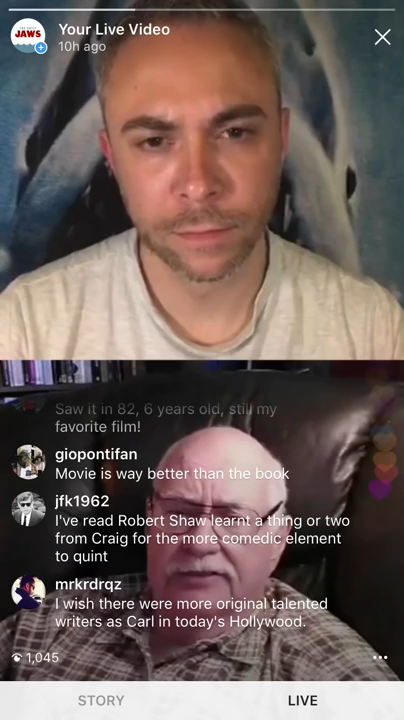 JAWS
Your Live Video
10h ago
Saw it in 82, 6 years old, still my
favorite film!
giopontifan
Movie is way better than the book
jfk1962
I've read Robert Shaw learnt a thing or two
from Craig for the more comedic element
to quint
mrkrdrqz
I wish there were more original talented
writers as Carl in today's Hollywood.
1,045
STORY
LIVE